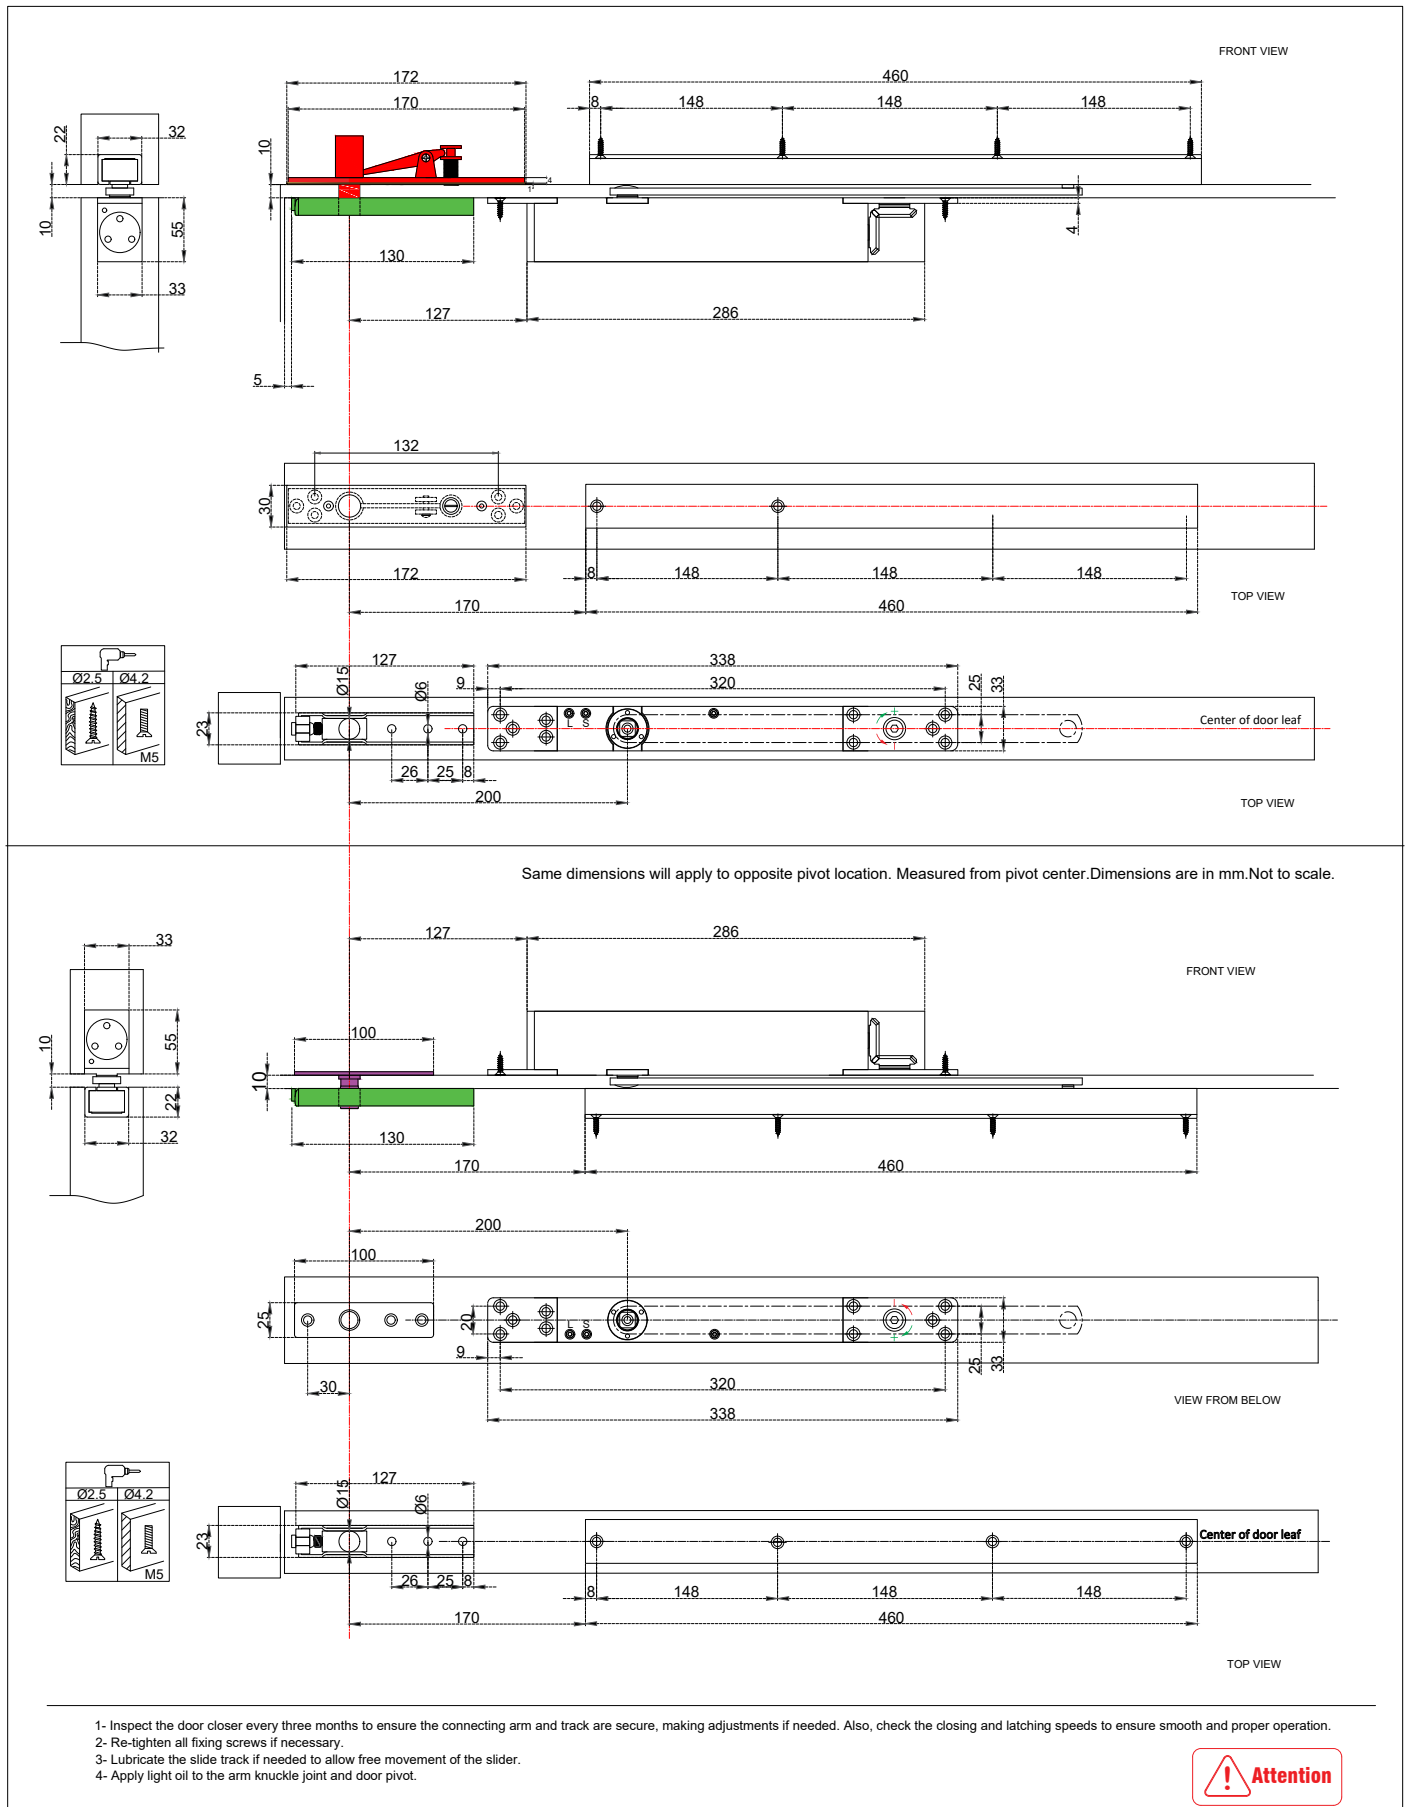 FRONT VIEW
172
460
170
8
148
148
148
22
32
10
10
55
33
1
4
4
130
127
286
5
132
30
172
8
148
148
148
170
460
TOP VIEW
Ø2.5
Ø4.2
M5
127
Ø15
Ø6
23
26
25
8
200
338
9
320
25
33
L
S
Center of door leaf
TOP VIEW
Same dimensions will apply to opposite pivot location. Measured from pivot center.Dimensions are in mm.Not to scale.
33
127
286
FRONT VIEW
10
55
22
32
100
10
130
170
460
200
100
25
30
20
9
L
S
25
33
320
338
VIEW FROM BELOW
Ø2.5
Ø4.2
M5
127
Ø15
Ø6
23
26
25
8
Center of door leaf
8
148
148
148
170
460
TOP VIEW
1- Inspect the door closer every three months to ensure the connecting arm and track are secure, making adjustments if needed. Also, check the closing and latching speeds to ensure smooth and proper operation.
2- Re-tighten all fixing screws if necessary.
3- Lubricate the slide track if needed to allow free movement of the slider.
4- Apply light oil to the arm knuckle joint and door pivot.
! Attention